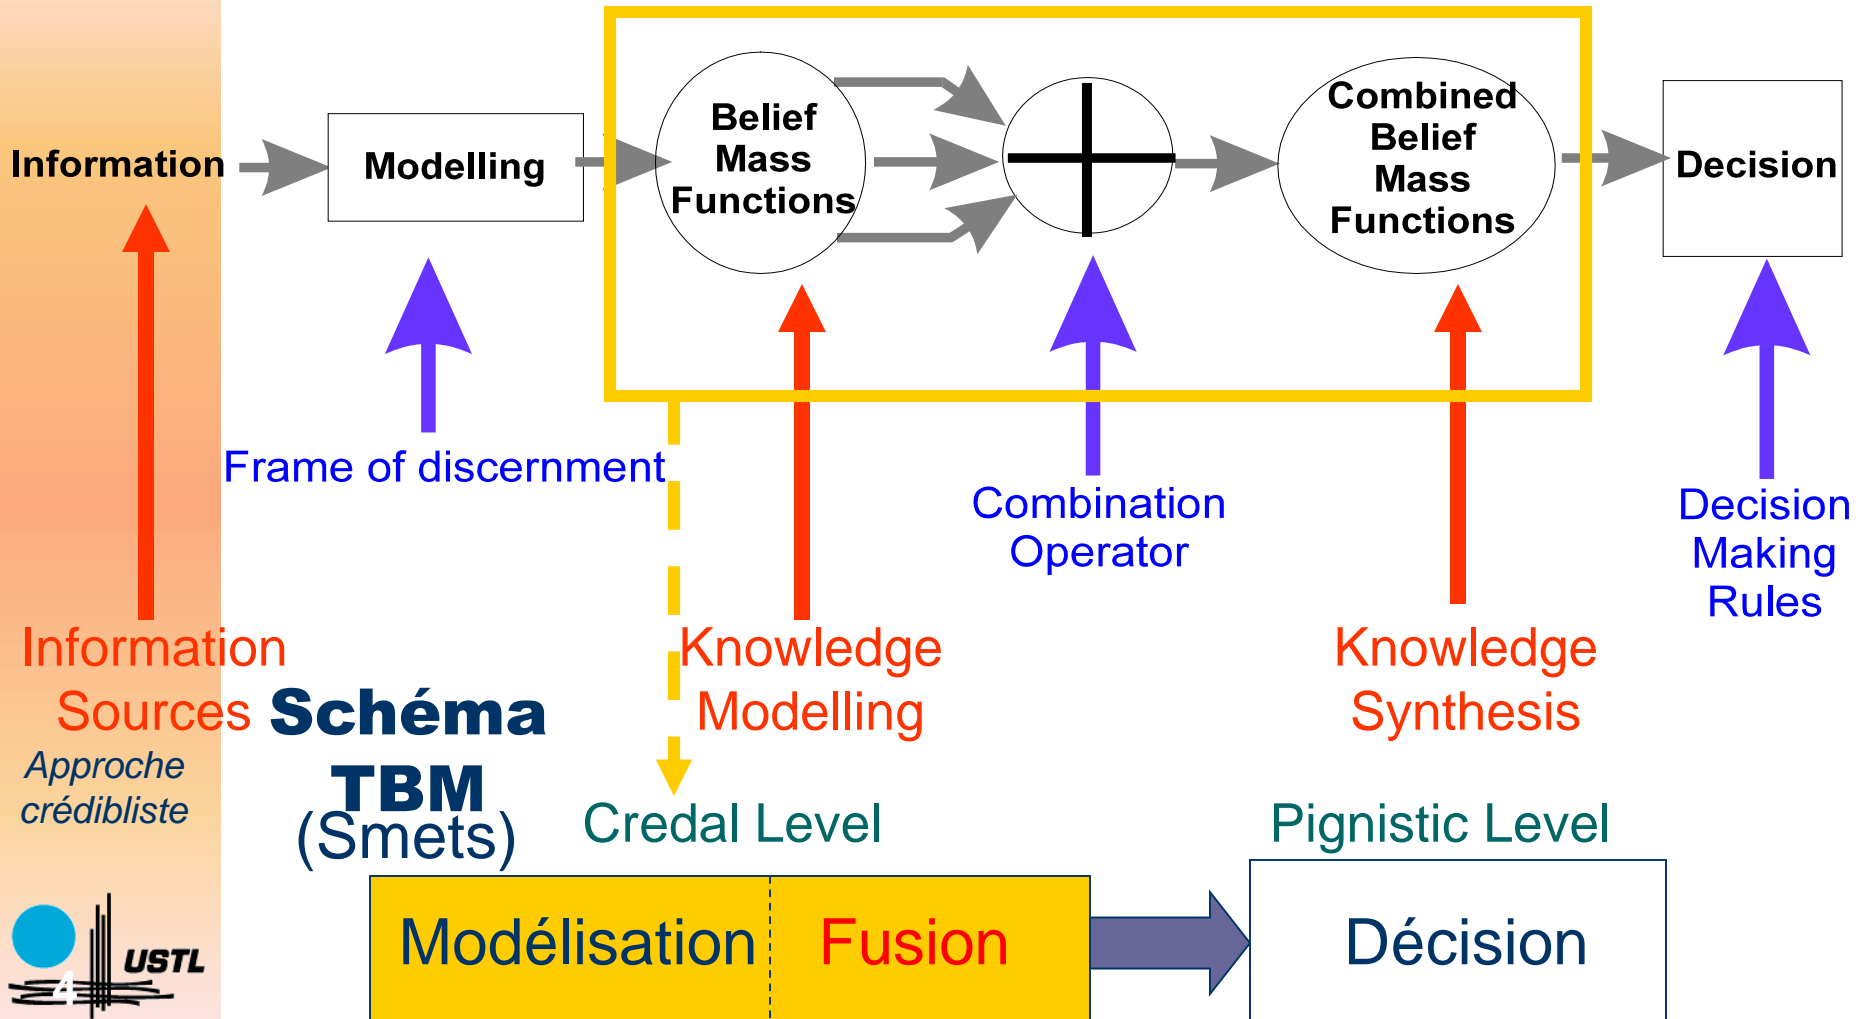 Information
Modelling
Belief
Mass
Functions
Combined
Belief
Mass
Functions
Decision
Frame of discernment
Combination
Operator
Decision
Making
Rules
Information
Sources
Knowledge
Modelling
Knowledge
Synthesis
Schéma
TBM
(Smets)
Approche
crédibliste
Credal Level
Pignistic Level
Modélisation
Fusion
Décision
USTL
4